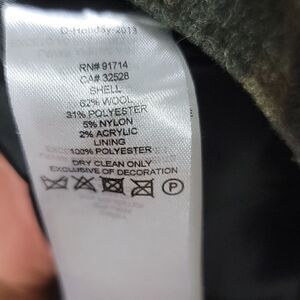 D-Holiday-2013
RN# 91714
CA# 32528
SHELL
62% WOOL
31% POLYESTER
5% NYLON
2% ACRYLIC
LINING
100% POLYESTER
DRY CLEAN ONLY
EXCLUSIVE OF DECORATION
P